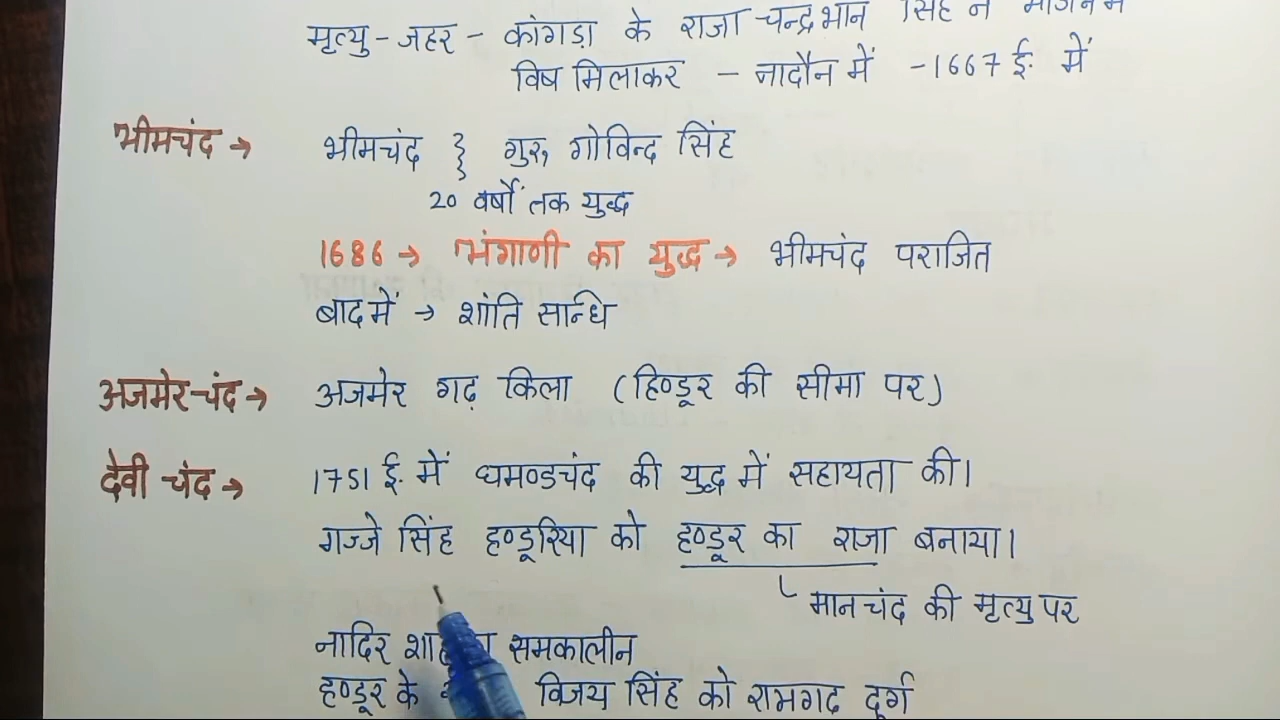 मृत्यु - जहर - कांगड़ा के राजा चन्द्रभान सिंह ने
विष मिलाकर - नादौन में - 1667 ई. में
भीमचंद → भीमचंद } गुरु गोविन्द सिंह
20 वर्षों तक युद्ध
1686 → भंगाणी का युद्ध → भीमचंद पराजित
बाद में → शांति सन्धि
अजमेर चंद → अजमेर गढ़ किला (हिण्डूर की सीमा पर)
देवी चंद → 1751 ई. में घमण्डचंद की युद्ध में सहायता की।
गज्जे सिंह हण्डूरिया को हण्डूर का राजा बनाया।
मानचंद की मृत्यु पर
नादिर समकालीन
हण्डूर के विजय सिंह को रामगढ दुर्ग